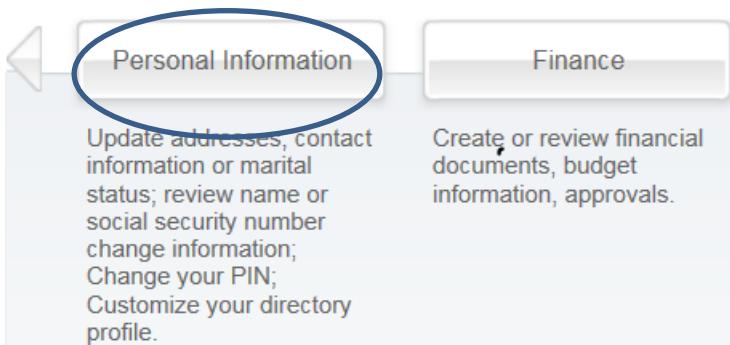 Personal Information
Update addresses, contact
information or marital
status; review name or
social security number
change information;
Change your PIN;
Customize your directory
profile.
Finance
Create or review financial
documents, budget
information, approvals.